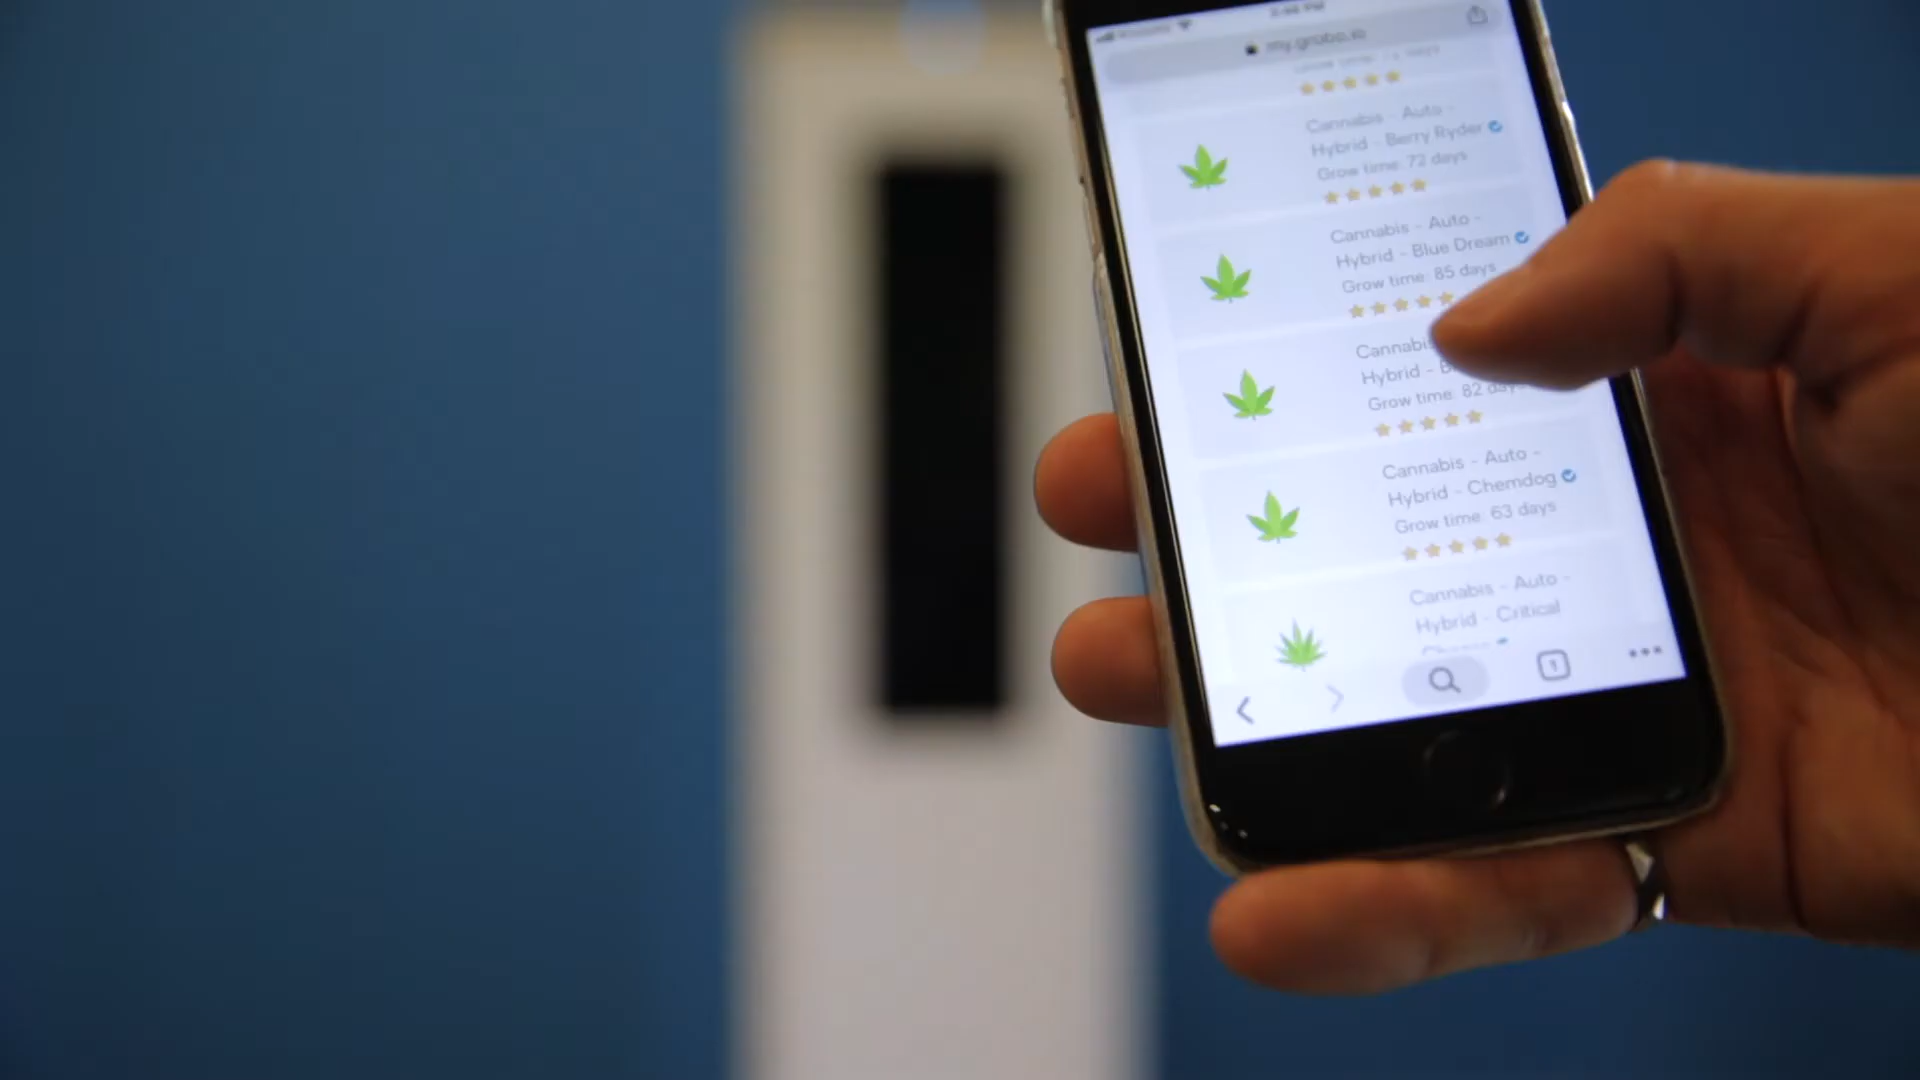 my.grobo.io
Cannabis - Auto -
Hybrid - Berry Ryder
Grow time: 72 days
Cannabis - Auto -
Hybrid - Blue Dream
Grow time: 85 days
Cannabis
Hybrid -
Grow time: 82 days
Cannabis - Auto -
Hybrid - Chemdog
Grow time: 63 days
Cannabis - Auto -
Hybrid - Critical
1